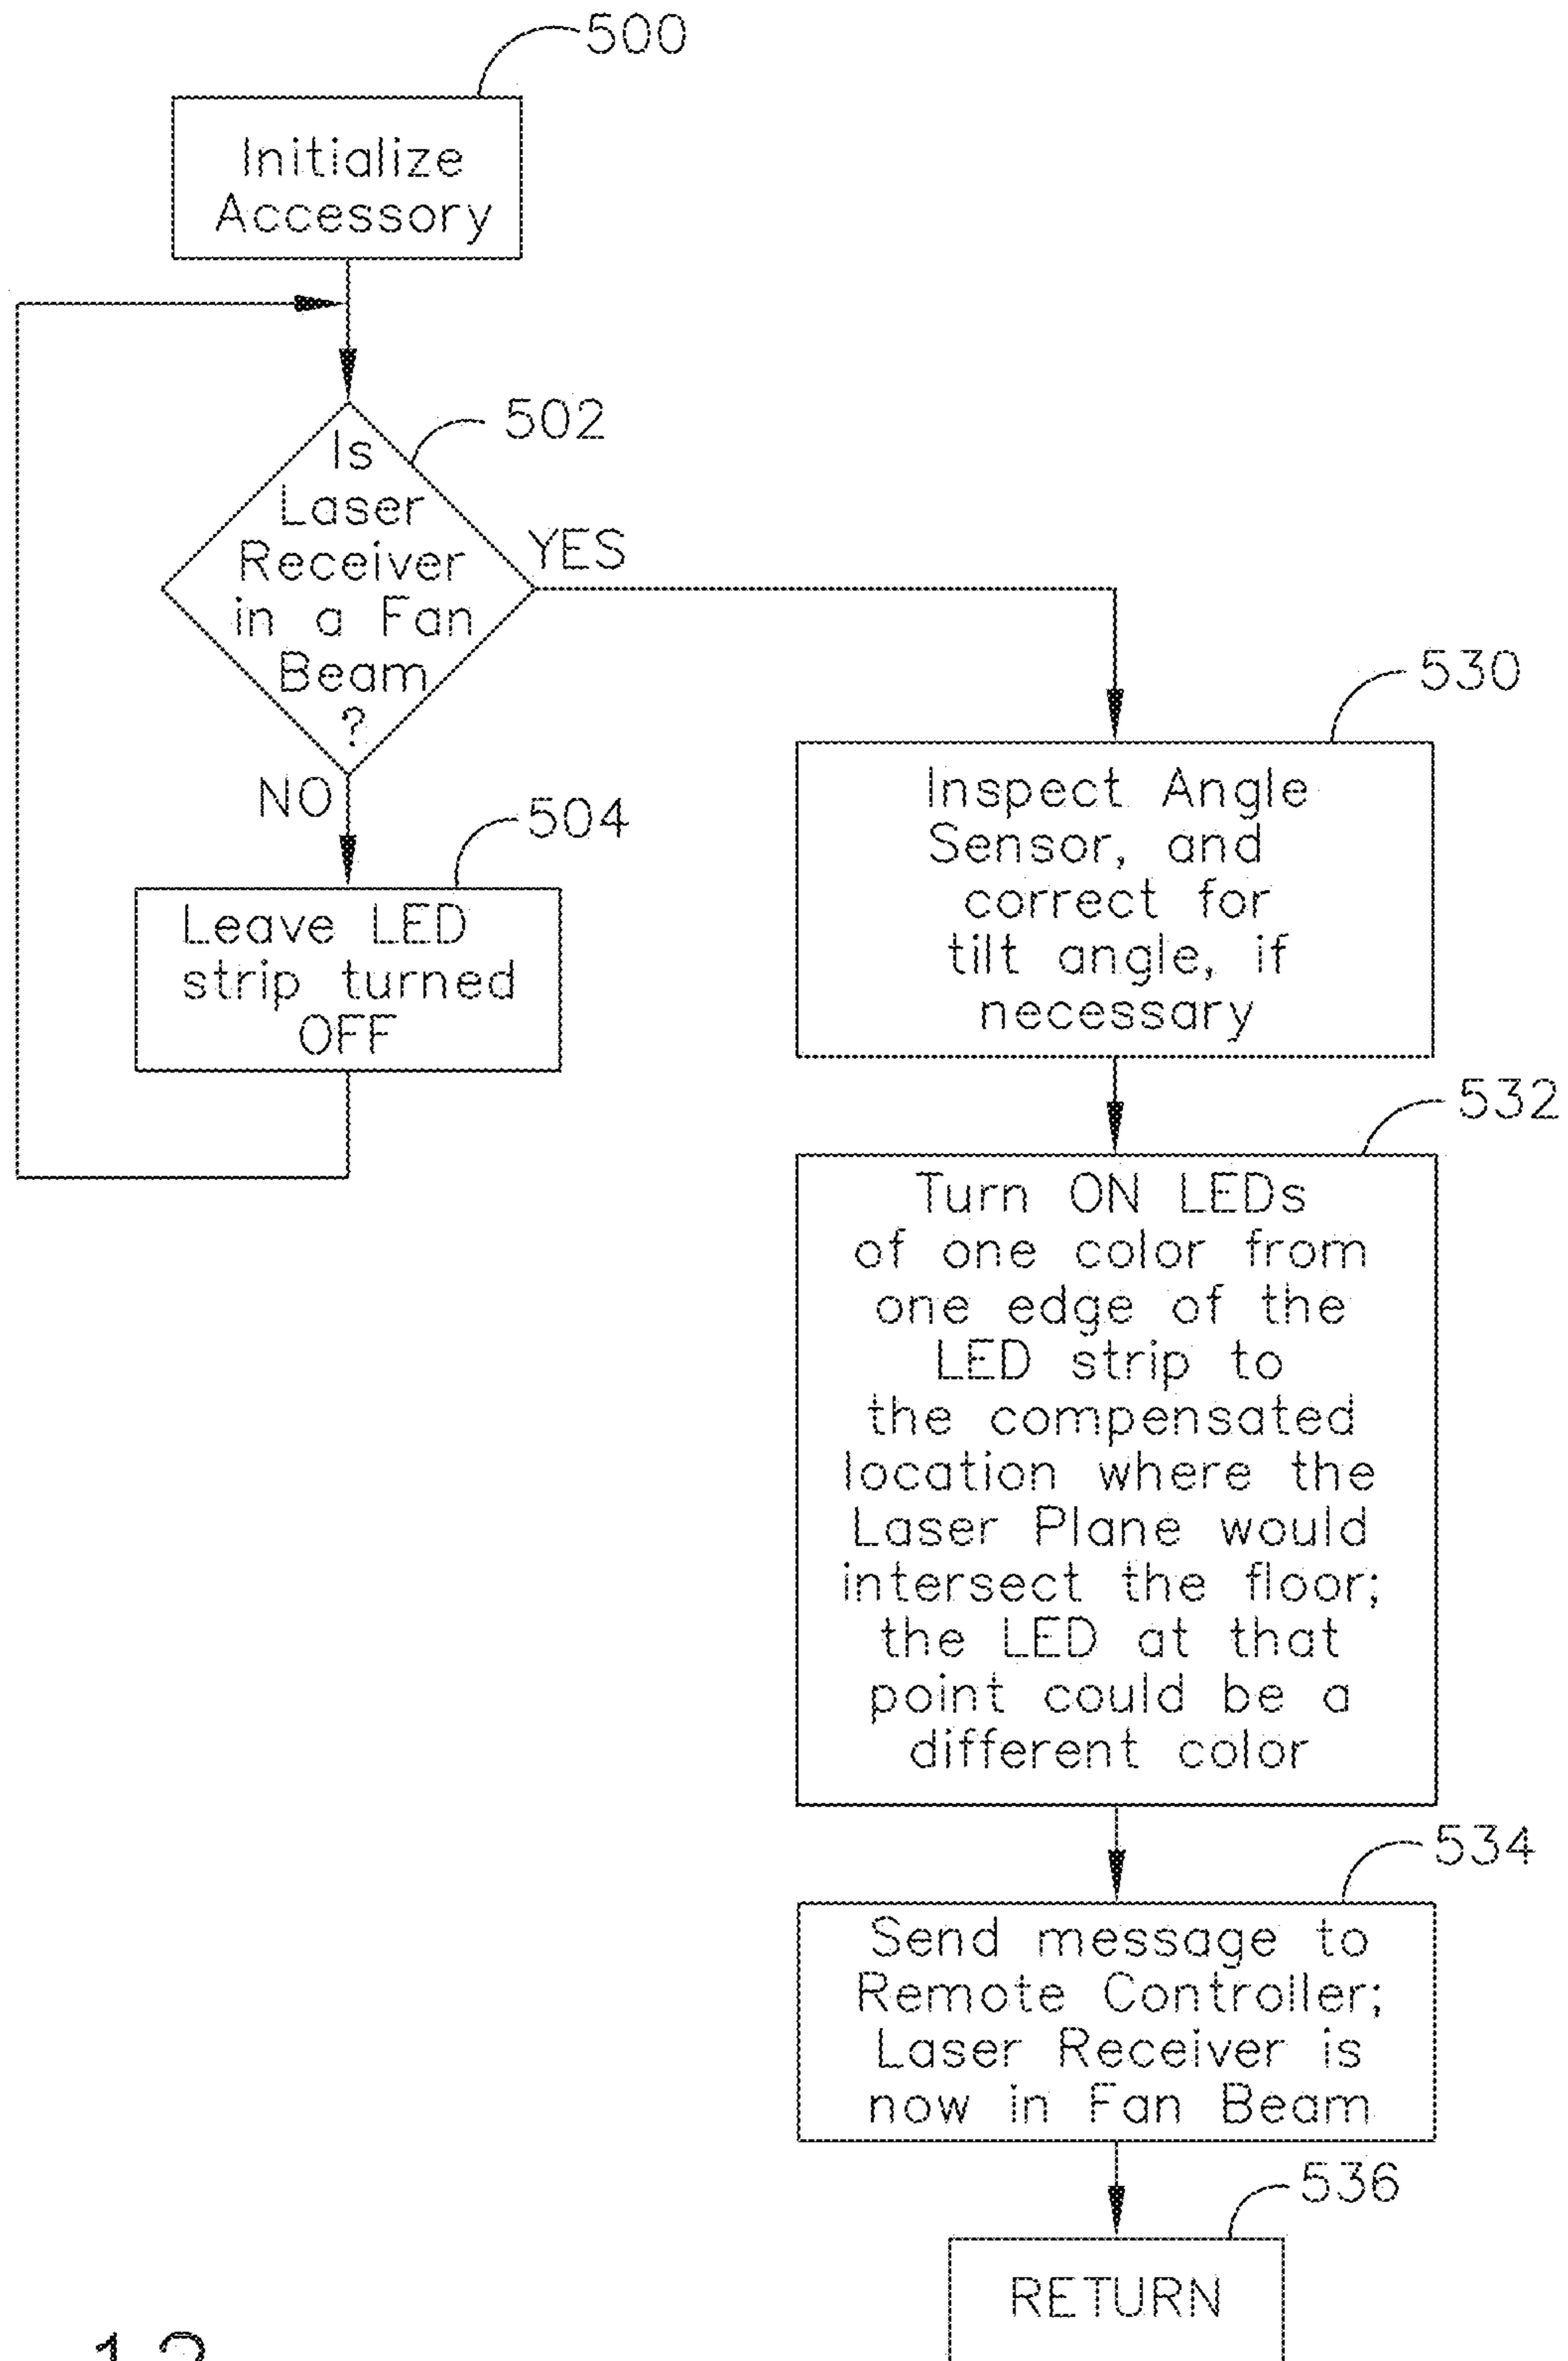 500
Initialize
Accessory
502
Is
Laser
Receiver
in a Fan
Beam
?
YES
NO
504
Leave LED
strip turned
OFF
530
Inspect Angle
Sensor, and
correct for
tilt angle, if
necessary
532
Turn ON LEDs
of one color from
one edge of the
LED strip to
the compensated
location where the
Laser Plane would
intersect the floor;
the LED at that
point could be a
different color
534
Send message to
Remote Controller;
Laser Receiver is
now in Fan Beam
536
RETURN